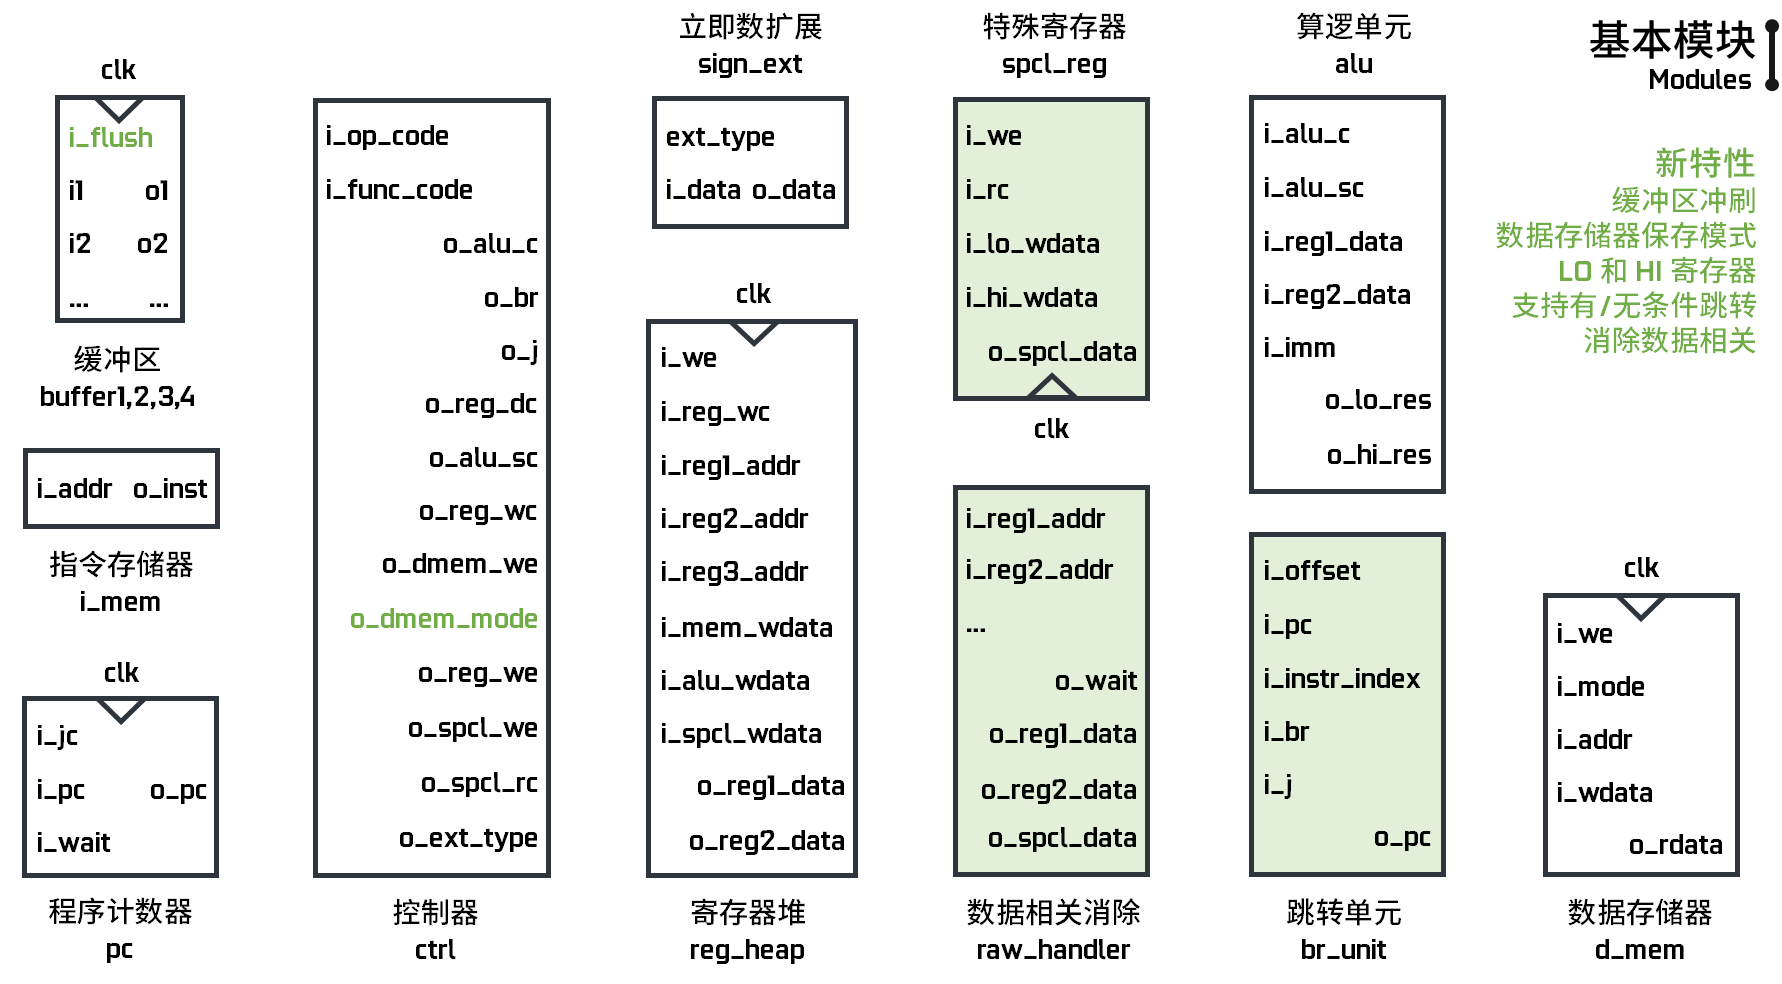 基本模块
Modules
新特性
缓冲区冲刷
数据存储器保存模式
LO 和 HI 寄存器
支持有/无条件跳转
消除数据相关
clk
i_flush
i1 o1
i2 o2
... ...
缓冲区
buffer1,2,3,4
i_addr o_inst
指令存储器
i_mem
clk
i_jc
i_pc o_pc
i_wait
程序计数器
pc
i_op_code
i_func_code
o_alu_c
o_br
o_j
o_reg_dc
o_alu_sc
o_reg_wc
o_dmem_we
o_dmem_mode
o_reg_we
o_spcl_we
o_spcl_rc
o_ext_type
控制器
ctrl
立即数扩展
sign_ext
ext_type
i_data o_data
clk
i_we
i_reg_wc
i_reg1_addr
i_reg2_addr
i_reg3_addr
i_mem_wdata
i_alu_wdata
i_spcl_wdata
o_reg1_data
o_reg2_data
寄存器堆
reg_heap
特殊寄存器
spcl_reg
i_we
i_rc
i_lo_wdata
i_hi_wdata
o_spcl_data
clk
i_reg1_addr
i_reg2_addr
...
o_wait
o_reg1_data
o_reg2_data
o_spcl_data
数据相关消除
raw_handler
算逻单元
alu
i_alu_c
i_alu_sc
i_reg1_data
i_reg2_data
i_imm
o_lo_res
o_hi_res
i_offset
i_pc
i_instr_index
i_br
i_j
o_pc
跳转单元
br_unit
clk
i_we
i_mode
i_addr
i_wdata
o_rdata
数据存储器
d_mem